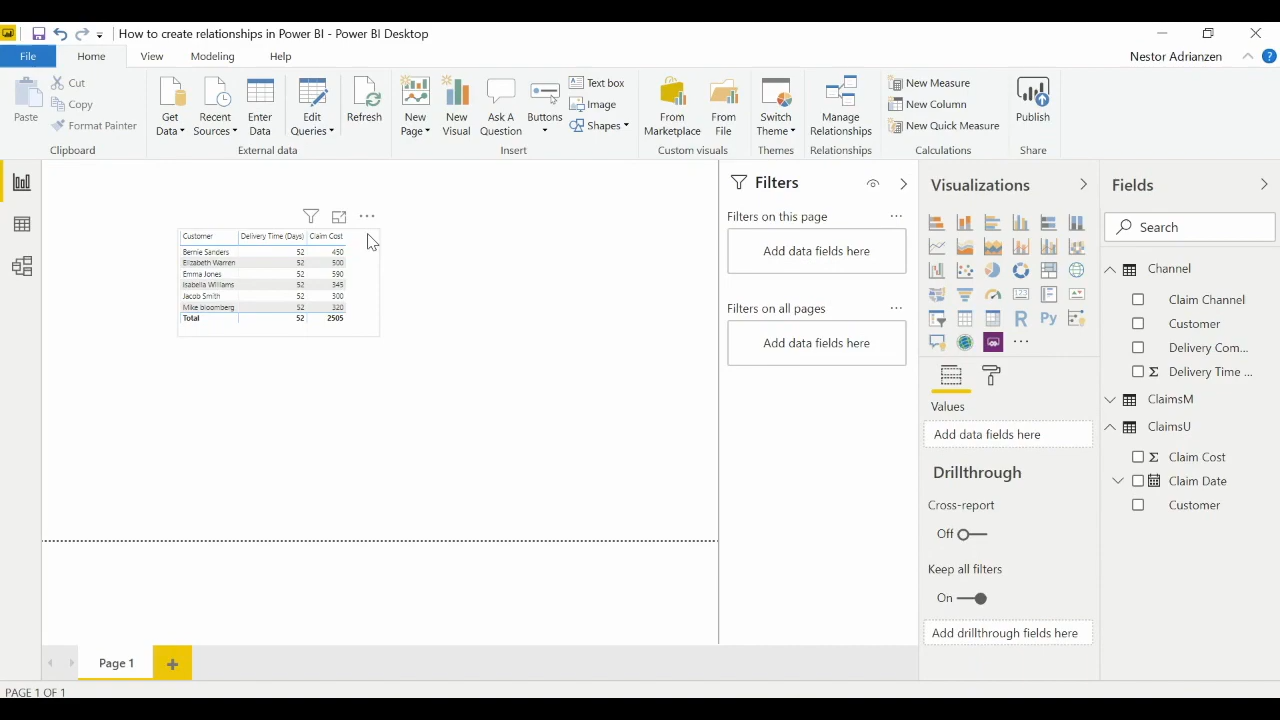 How to create relationships in Power BI - Power BI Desktop
File Home View Modeling Help
Nestor Adrianzen ?
Paste
Cut
Copy
Format Painter
Clipboard
Get Data
Recent Sources
Enter Data
Edit Queries
Refresh
External data
New Page
New Visual
Ask A Question
Buttons
Text box
Image
Shapes
Insert
From Marketplace
From File
Custom visuals
Switch Theme
Themes
Manage Relationships
Relationships
New Measure
New Column
New Quick Measure
Calculations
Publish
Share
Customer Delivery Time (Days) Claim Cost
Bernie Sanders 52 450
Elizabeth Warren 52 500
Emma Jones 52 590
Isabella Williams 52 345
Jacob Smith 52 300
Mike bloomberg 52 320
Total 52 2505
Filters
Filters on this page
Add data fields here
Filters on all pages
Add data fields here
Visualizations
R Py
Values
Add data fields here
Drillthrough
Cross-report
Off
Keep all filters
On
Add drillthrough fields here
Fields
Search
Channel
Claim Channel
Customer
Delivery Com...
Σ Delivery Time ...
ClaimsM
ClaimsU
Σ Claim Cost
Claim Date
Customer
Page 1
PAGE 1 OF 1